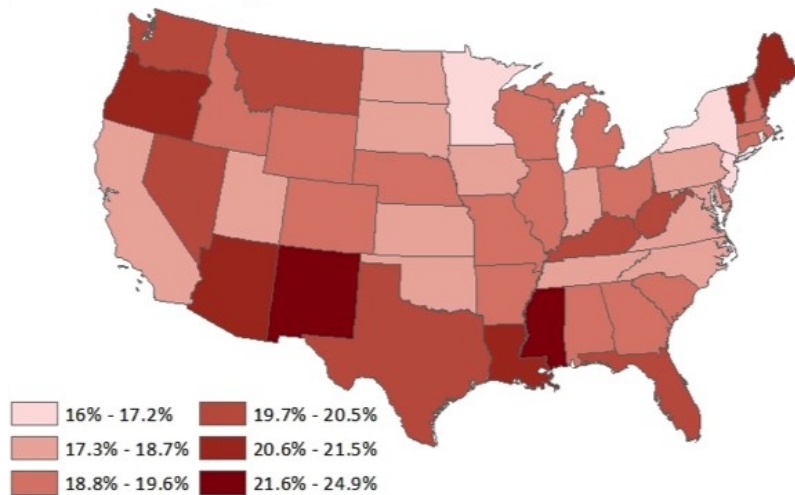 16% - 17.2%
17.3% - 18.7%
18.8% - 19.6%
19.7% - 20.5%
20.6% - 21.5%
21.6% - 24.9%